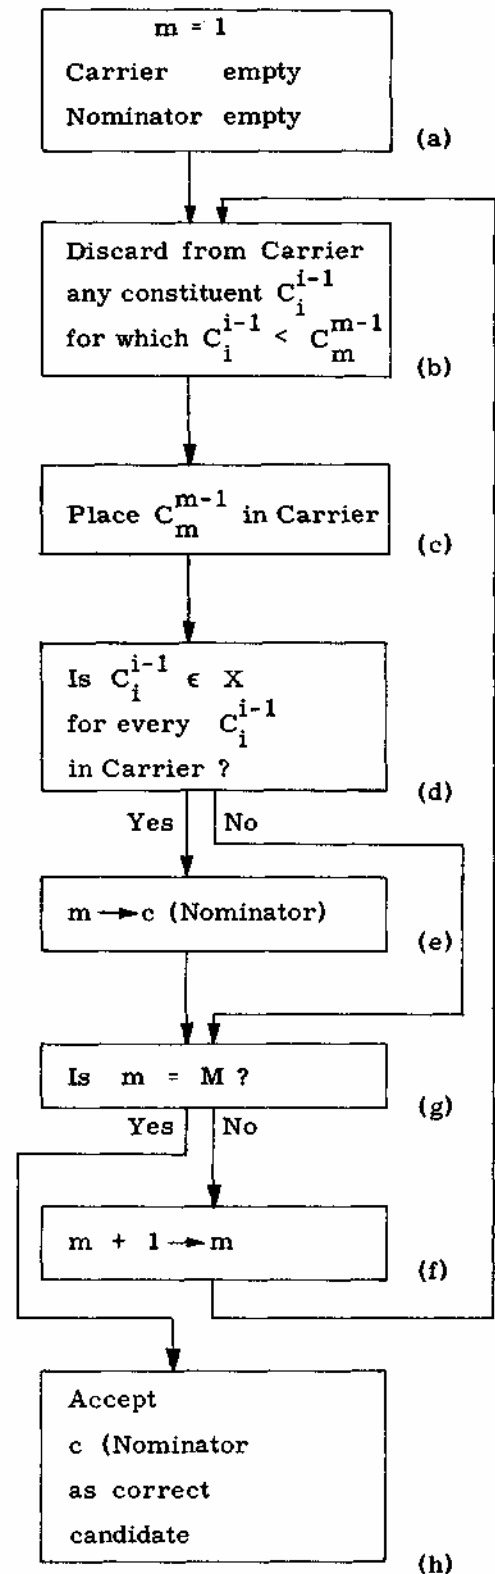 m = 1
Carrier empty
Nominator empty
(a)
Discard from Carrier
any constituent C_i^{i-1}
for which C_i^{i-1} < C_m^{m-1}
(b)
Place C_m^{m-1} in Carrier
(c)
Is C_i^{i-1} ϵ X
for every C_i^{i-1}
in Carrier ?
(d)
Yes No
m → c (Nominator)
(e)
Is m = M ?
(g)
Yes No
m + 1 → m
(f)
Accept
c (Nominator
as correct
candidate
(h)